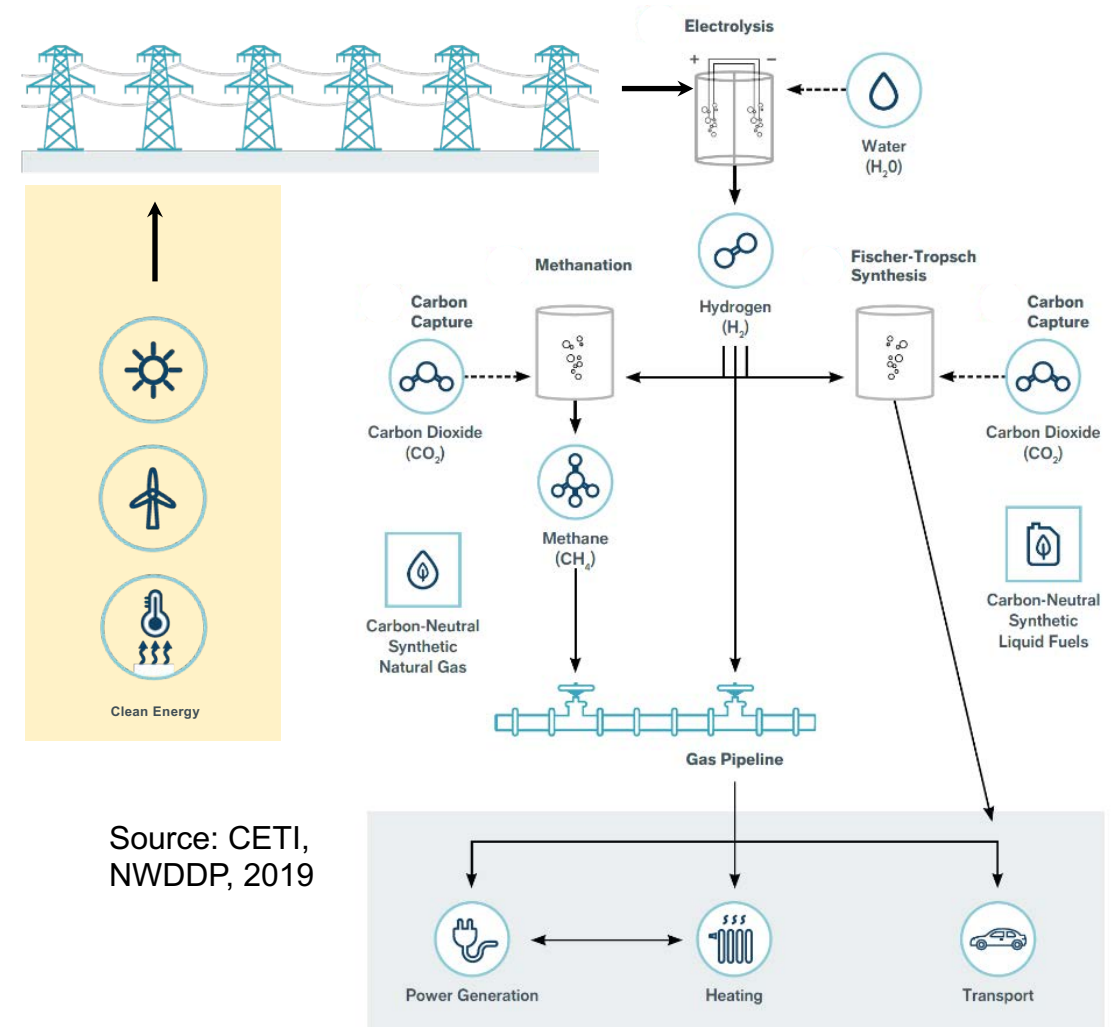 Electrolysis
+ −
Water
(H₂0)
Hydrogen
(H₂)
Methanation
Fischer-Tropsch
Synthesis
Carbon
Capture
Carbon Dioxide
(CO₂)
Carbon
Capture
Carbon Dioxide
(CO₂)
Methane
(CH₄)
Carbon-Neutral
Synthetic
Natural Gas
Carbon-Neutral
Synthetic
Liquid Fuels
Clean Energy
Gas Pipeline
Source: CETI,
NWDDP, 2019
Power Generation
Heating
Transport